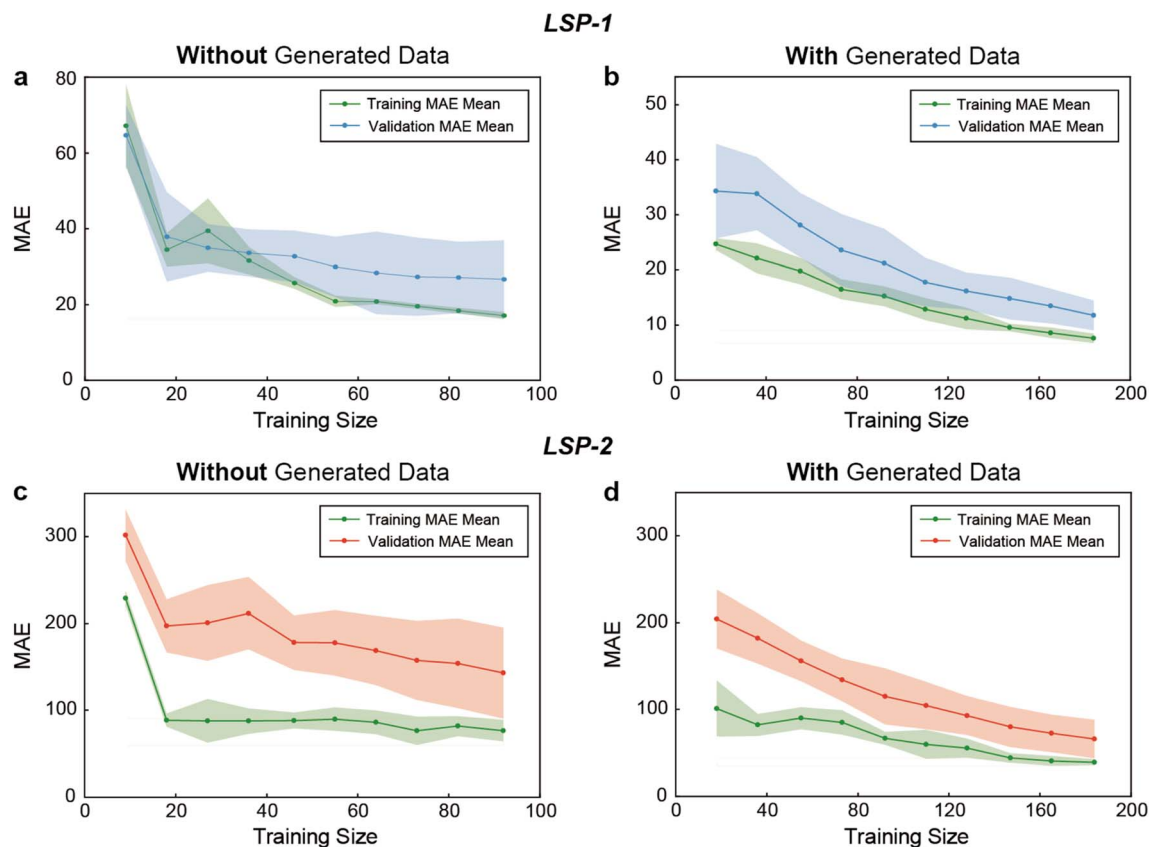 LSP-1
a
Without Generated Data
80
60
40
20
0
MAE
Training MAE Mean
Validation MAE Mean
0 20 40 60 80 100
Training Size
b
With Generated Data
50
40
30
20
10
0
MAE
Training MAE Mean
Validation MAE Mean
0 40 80 120 160 200
Training Size
LSP-2
c
Without Generated Data
300
200
100
0
MAE
Training MAE Mean
Validation MAE Mean
0 20 40 60 80 100
Training Size
d
With Generated Data
300
200
100
0
MAE
Training MAE Mean
Validation MAE Mean
0 40 80 120 160 200
Training Size